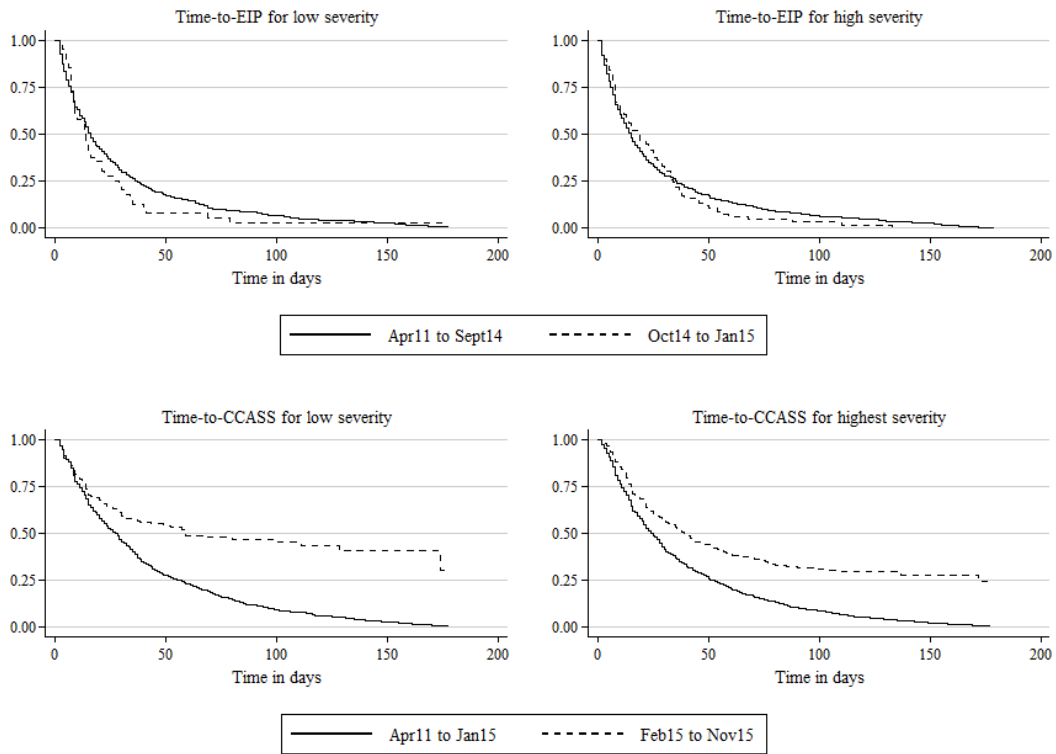 Time-to-EIP for low severity
1.00
0.75
0.50
0.25
0.00
0 50 100 150 200
Time in days
Time-to-EIP for high severity
1.00
0.75
0.50
0.25
0.00
0 50 100 150 200
Time in days
Apr11 to Sept14 Oct14 to Jan15
Time-to-CCASS for low severity
1.00
0.75
0.50
0.25
0.00
0 50 100 150 200
Time in days
Time-to-CCASS for highest severity
1.00
0.75
0.50
0.25
0.00
0 50 100 150 200
Time in days
Apr11 to Jan15 Feb15 to Nov15